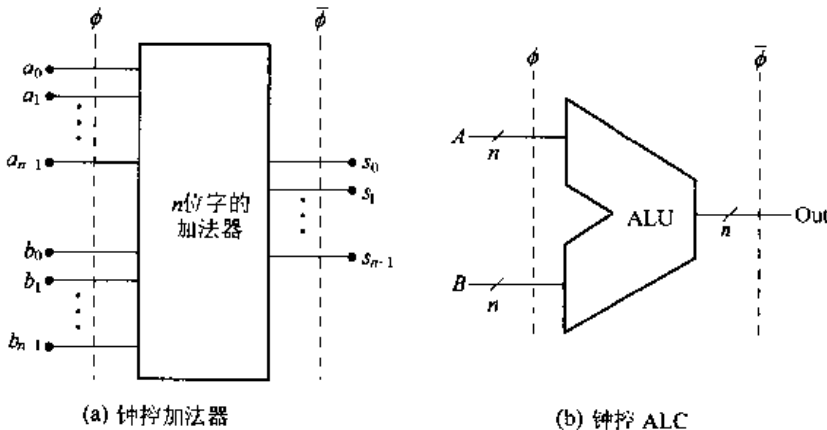 ϕ
ϕ̅
a₀
a₁
aₙ₋₁
b₀
b₁
bₙ₋₁
n位字的
加法器
s₀
s₁
sₙ₋₁
(a) 钟控加法器
ϕ
ϕ̅
A
n
B
n
ALU
n
Out
(b) 钟控 ALC